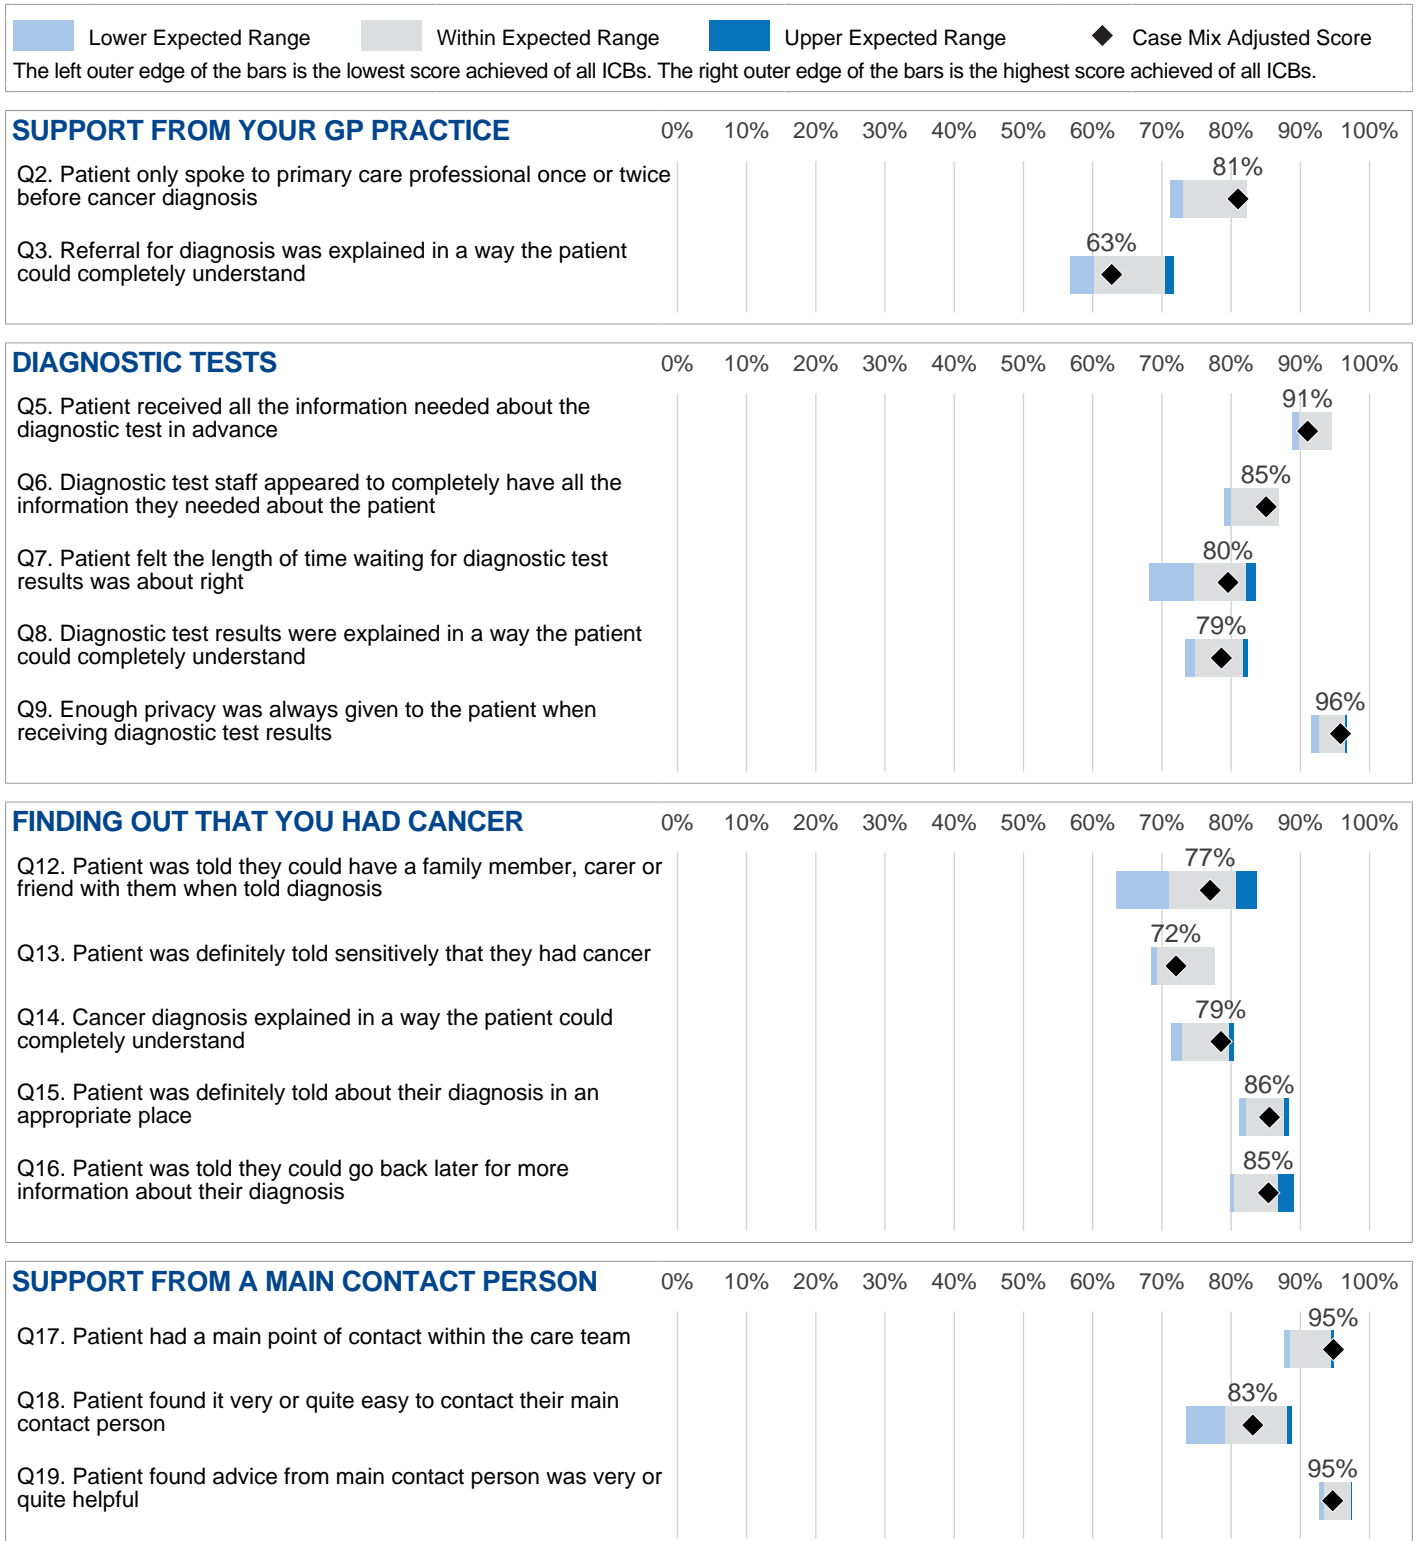 Lower Expected Range Within Expected Range Upper Expected Range Case Mix Adjusted Score
The left outer edge of the bars is the lowest score achieved of all ICBs. The right outer edge of the bars is the highest score achieved of all ICBs.
SUPPORT FROM YOUR GP PRACTICE 0% 10% 20% 30% 40% 50% 60% 70% 80% 90% 100%
Q2. Patient only spoke to primary care professional once or twice
before cancer diagnosis
81%
Q3. Referral for diagnosis was explained in a way the patient
could completely understand
63%
DIAGNOSTIC TESTS 0% 10% 20% 30% 40% 50% 60% 70% 80% 90% 100%
Q5. Patient received all the information needed about the
diagnostic test in advance
91%
Q6. Diagnostic test staff appeared to completely have all the
information they needed about the patient
85%
Q7. Patient felt the length of time waiting for diagnostic test
results was about right
80%
Q8. Diagnostic test results were explained in a way the patient
could completely understand
79%
Q9. Enough privacy was always given to the patient when
receiving diagnostic test results
96%
FINDING OUT THAT YOU HAD CANCER 0% 10% 20% 30% 40% 50% 60% 70% 80% 90% 100%
Q12. Patient was told they could have a family member, carer or
friend with them when told diagnosis
77%
Q13. Patient was definitely told sensitively that they had cancer
72%
Q14. Cancer diagnosis explained in a way the patient could
completely understand
79%
Q15. Patient was definitely told about their diagnosis in an
appropriate place
86%
Q16. Patient was told they could go back later for more
information about their diagnosis
85%
SUPPORT FROM A MAIN CONTACT PERSON 0% 10% 20% 30% 40% 50% 60% 70% 80% 90% 100%
Q17. Patient had a main point of contact within the care team
95%
Q18. Patient found it very or quite easy to contact their main
contact person
83%
Q19. Patient found advice from main contact person was very or
quite helpful
95%